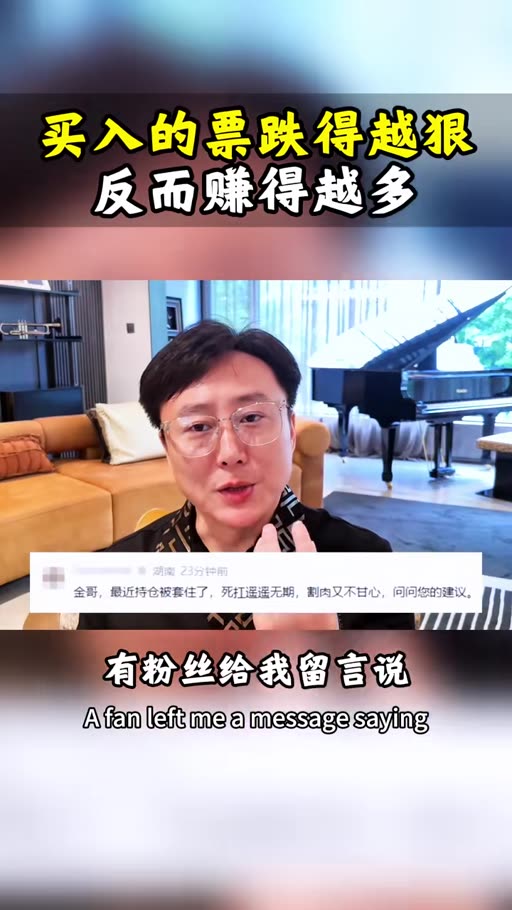 买入的票跌得越狠
反而赚得越多
湖南 23分钟前
金哥，最近持仓被套住了，死扛遥遥无期，割肉又不甘心，问问您的建议。
有粉丝给我留言说
A fan left me a message saying